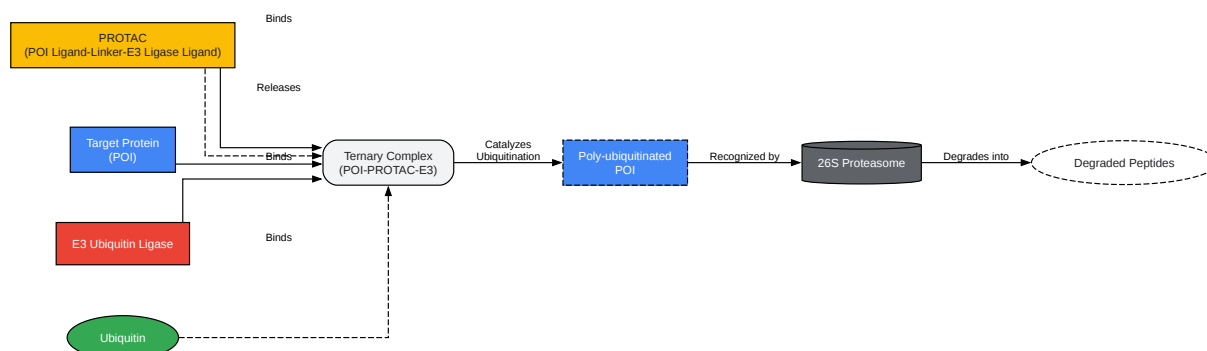 Binds
PROTAC
(POI Ligand-Linker-E3 Ligase Ligand)
Releases
Target Protein
(POI)
Binds
Ternary Complex
(POI-PROTAC-E3)
Catalyzes
Ubiquitination
Poly-ubiquitinated
POI
Recognized by
26S Proteasome
Degrades into
Degraded Peptides
E3 Ubiquitin Ligase
Binds
Ubiquitin